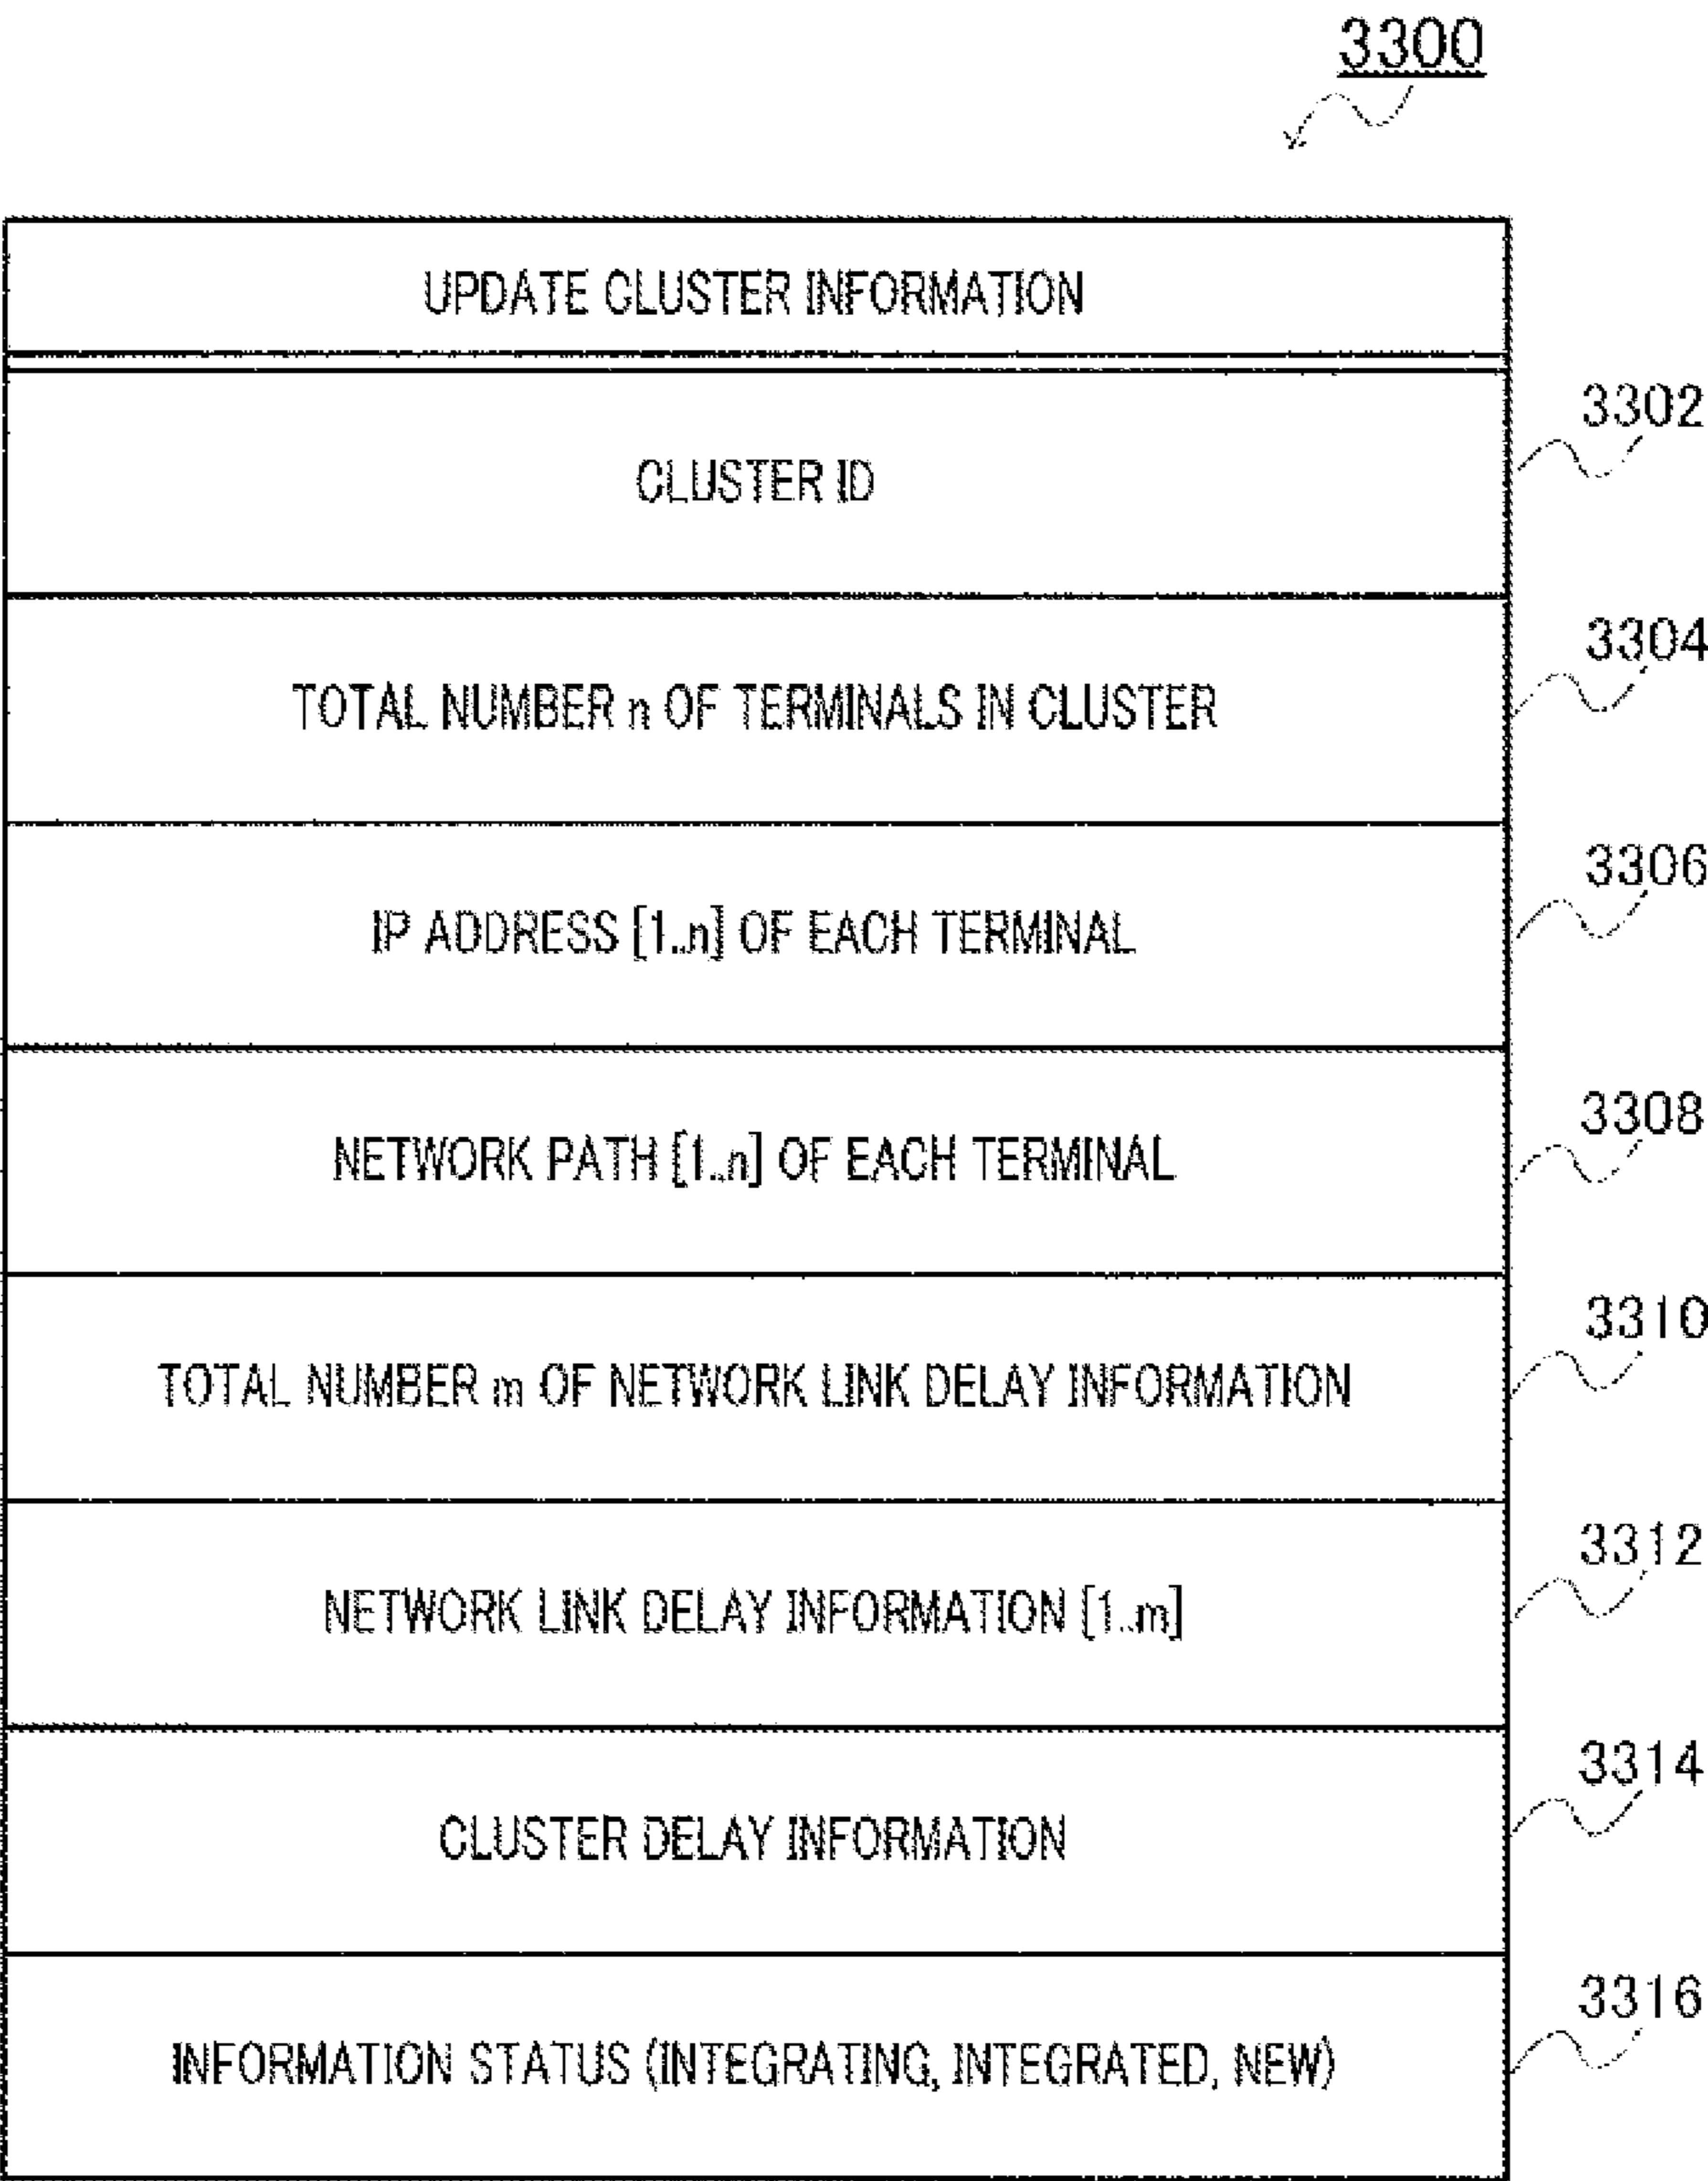 3300
UPDATE CLUSTER INFORMATION
CLUSTER ID
3302
TOTAL NUMBER n OF TERMINALS IN CLUSTER
3304
IP ADDRESS [1..n] OF EACH TERMINAL
3306
NETWORK PATH [1..n] OF EACH TERMINAL
3308
TOTAL NUMBER m OF NETWORK LINK DELAY INFORMATION
3310
NETWORK LINK DELAY INFORMATION [1..m]
3312
CLUSTER DELAY INFORMATION
3314
INFORMATION STATUS (INTEGRATING, INTEGRATED, NEW)
3316